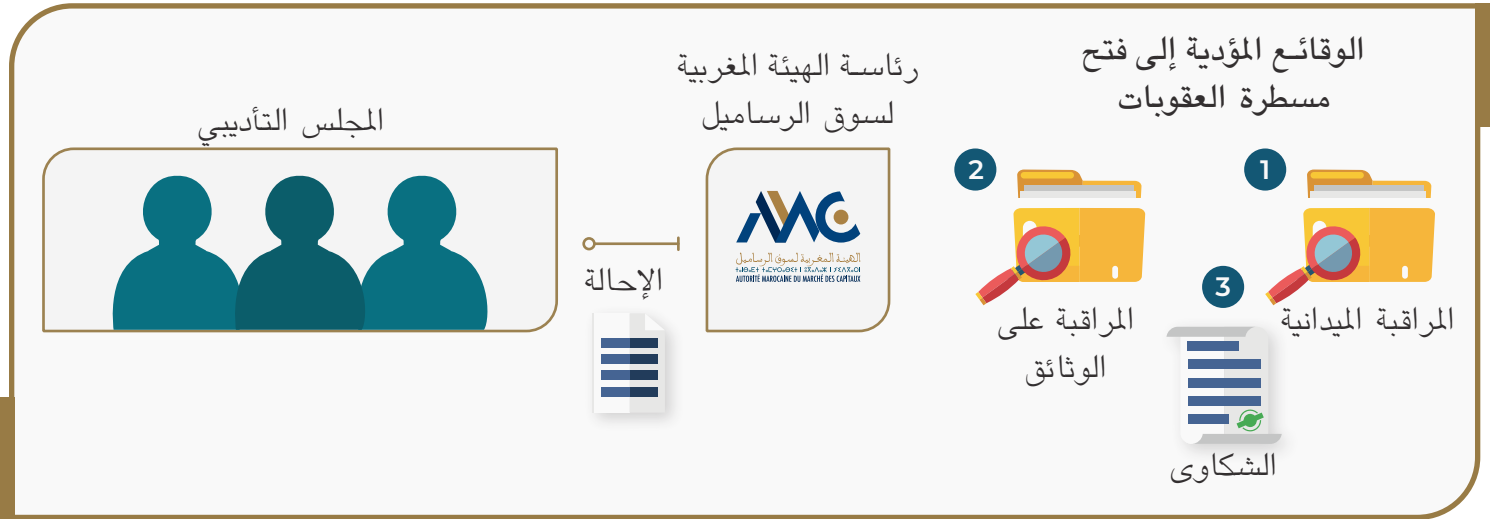 الوقائع المؤدية إلى فتح
مسطرة العقوبات
1
المراقبة الميدانية
2
المراقبة على
الوثائق
3
الشكاوى
رئاسة الهيئة المغربية
لسوق الرساميل
AMMC
الهيئة المغربية لسوق الرساميل
AUTORITÉ MAROCAINE DU MARCHÉ DES CAPITAUX
الإحالة
المجلس التأديبي